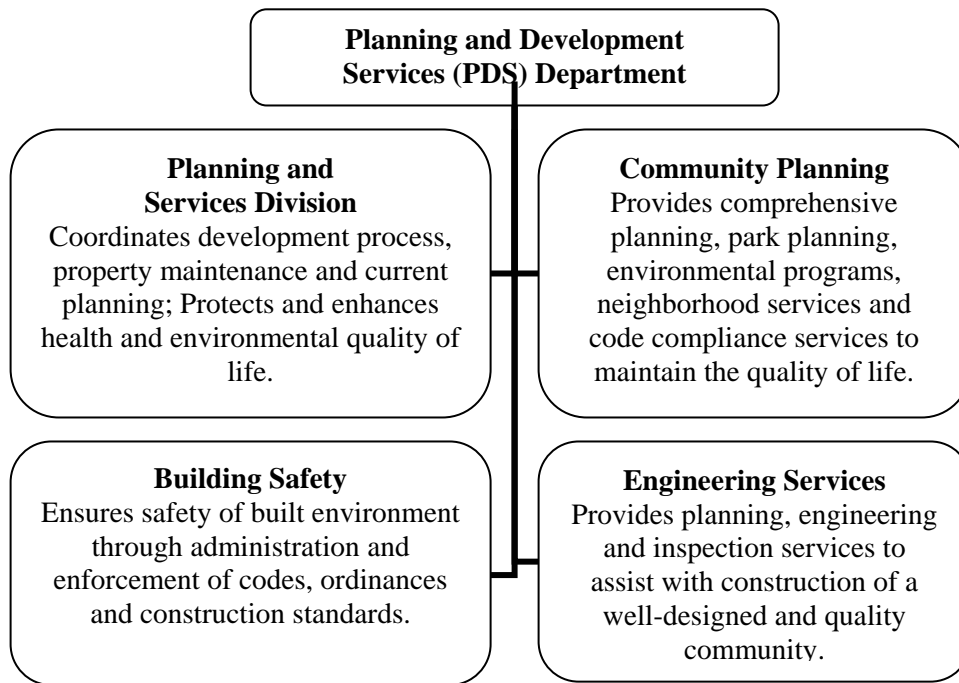 Planning and Development
Services (PDS) Department
Planning and
Services Division
Coordinates development process,
property maintenance and current
planning; Protects and enhances
health and environmental quality of
life.
Community Planning
Provides comprehensive
planning, park planning,
environmental programs,
neighborhood services and
code compliance services to
maintain the quality of life.
Building Safety
Ensures safety of built environment
through administration and
enforcement of codes, ordinances
and construction standards.
Engineering Services
Provides planning, engineering
and inspection services to
assist with construction of a
well-designed and quality
community.